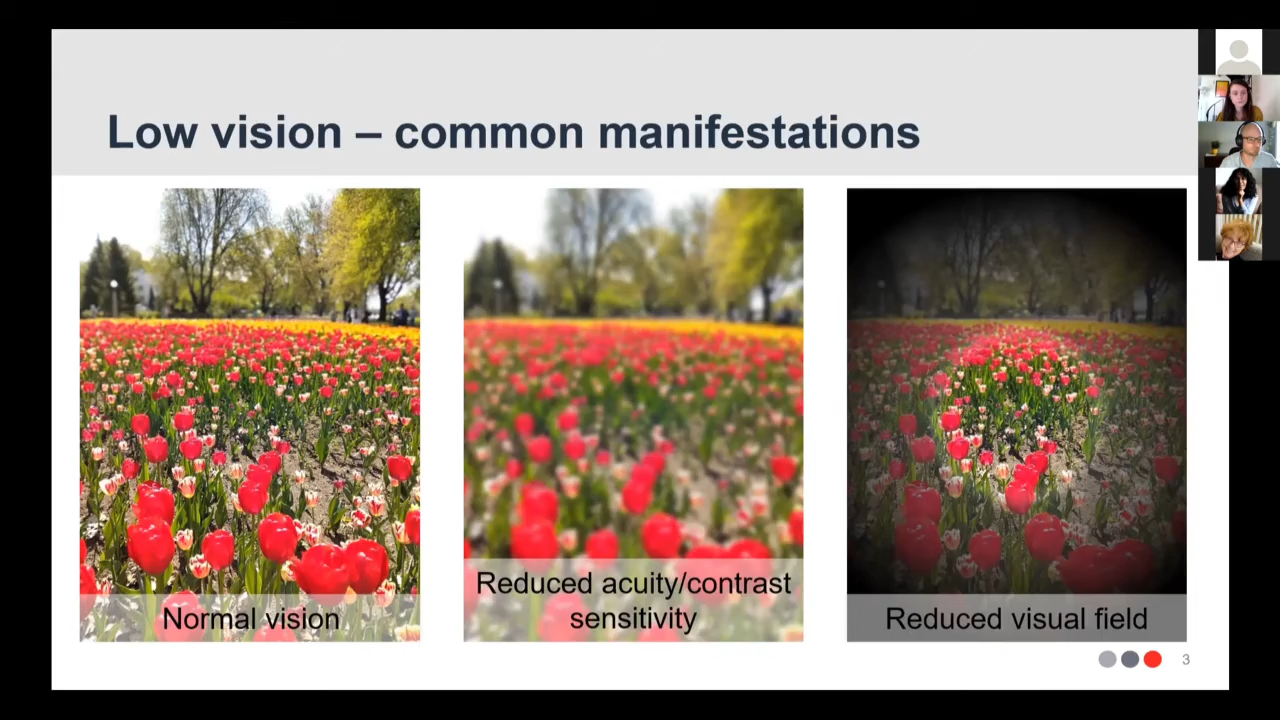 Low vision – common manifestations
Normal vision
Reduced acuity/contrast
sensitivity
Reduced visual field
3